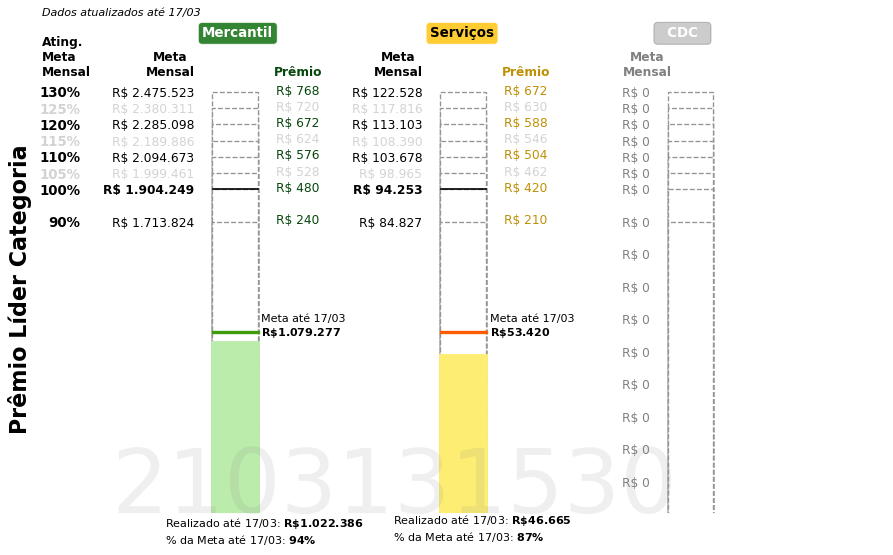 Dados atualizados até 17/03
Mercantil Serviços CDC
Ating. Meta Mensal
Meta Mensal Prêmio Meta Mensal Prêmio Meta Mensal
130% R$ 2.475.523 R$ 768 R$ 122.528 R$ 672 R$ 0
125% R$ 2.380.311 R$ 720 R$ 117.816 R$ 630 R$ 0
120% R$ 2.285.098 R$ 672 R$ 113.103 R$ 588 R$ 0
115% R$ 2.189.886 R$ 624 R$ 108.390 R$ 546 R$ 0
110% R$ 2.094.673 R$ 576 R$ 103.678 R$ 504 R$ 0
105% R$ 1.999.461 R$ 528 R$ 98.965 R$ 462 R$ 0
100% R$ 1.904.249 R$ 480 R$ 94.253 R$ 420 R$ 0
90% R$ 1.713.824 R$ 240 R$ 84.827 R$ 210 R$ 0
R$ 0
R$ 0
R$ 0
R$ 0
R$ 0
R$ 0
R$ 0
R$ 0
Meta até 17/03 Meta até 17/03
R$1.079.277 R$53.420
Prêmio Líder Categoria
2103131530
Realizado até 17/03: R$1.022.386 Realizado até 17/03: R$46.665
% da Meta até 17/03: 94% % da Meta até 17/03: 87%